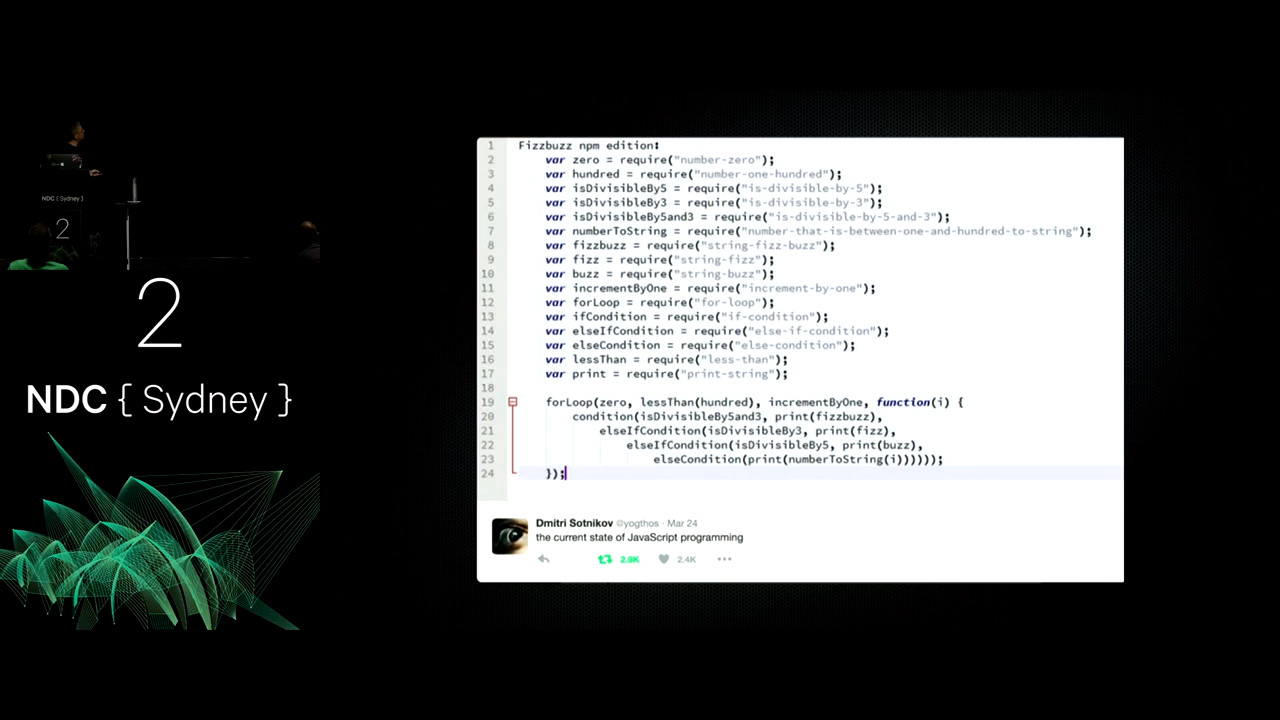 NDC { Sydney }
2
2
NDC { Sydney }
1 Fizzbuzz npm edition:
2 var zero = require("number-zero");
3 var hundred = require("number-one-hundred");
4 var isDivisibleBy5 = require("is-divisible-by-5");
5 var isDivisibleBy3 = require("is-divisible-by-3");
6 var isDivisibleBy5and3 = require("is-divisible-by-5-and-3");
7 var numberToString = require("number-that-is-between-one-and-hundred-to-string");
8 var fizzbuzz = require("string-fizz-buzz");
9 var fizz = require("string-fizz");
10 var buzz = require("string-buzz");
11 var incrementByOne = require("increment-by-one");
12 var forLoop = require("for-loop");
13 var ifCondition = require("if-condition");
14 var elseIfCondition = require("else-if-condition");
15 var elseCondition = require("else-condition");
16 var lessThan = require("less-than");
17 var print = require("print-string");
18
19 forLoop(zero, lessThan(hundred), incrementByOne, function(i) {
20 condition(isDivisibleBy5and3, print(fizzbuzz),
21 elseIfCondition(isDivisibleBy3, print(fizz),
22 elseIfCondition(isDivisibleBy5, print(buzz),
23 elseCondition(print(numberToString(i))))));
24 });
Dmitri Sotnikov @yogthos · Mar 24
the current state of JavaScript programming
2.9K 2.4K